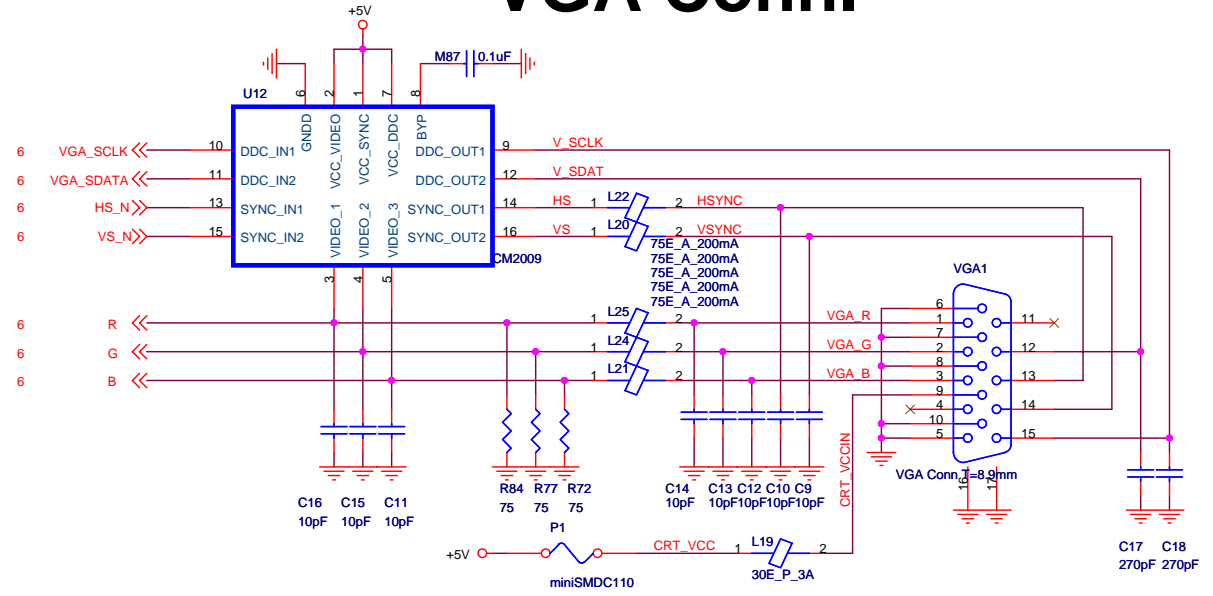 VGA Conn.
+5V
M87 0.1uF
U12
6 2 1 7 8
GNDD VCC_VIDEO VCC_SYNC VCC_DDC BYP
6 VGA_SCLK 10 DDC_IN1 DDC_OUT1 9 V_SCLK
6 VGA_SDATA 11 DDC_IN2 DDC_OUT2 12 V_SDAT
6 HS_N 13 SYNC_IN1 SYNC_OUT1 14 HS 1 L22 2 HSYNC
6 VS_N 15 SYNC_IN2 SYNC_OUT2 16 VS 1 L20 2 VSYNC
VIDEO_1 VIDEO_2 VIDEO_3
CM2009
75E_A_200mA
75E_A_200mA
75E_A_200mA
75E_A_200mA
75E_A_200mA
3 4 5
VGA1
6
6 R 1 L25 2 VGA_R 1 11
7
6 G 1 L24 2 VGA_G 2 12
8
6 B 1 L21 2 VGA_B 3 13
9
4 14
10
5 15
CRT_VCCIN
VGA Conn.T=8.9mm
16 17
C16 C15 C11
10pF 10pF 10pF
R84 R77 R72
75 75 75
C14 C13 C12 C10 C9
10pF 10pF 10pF 10pF 10pF
P1
+5V CRT_VCC 1 L19 2
miniSMDC110
30E_P_3A
C17 C18
270pF 270pF